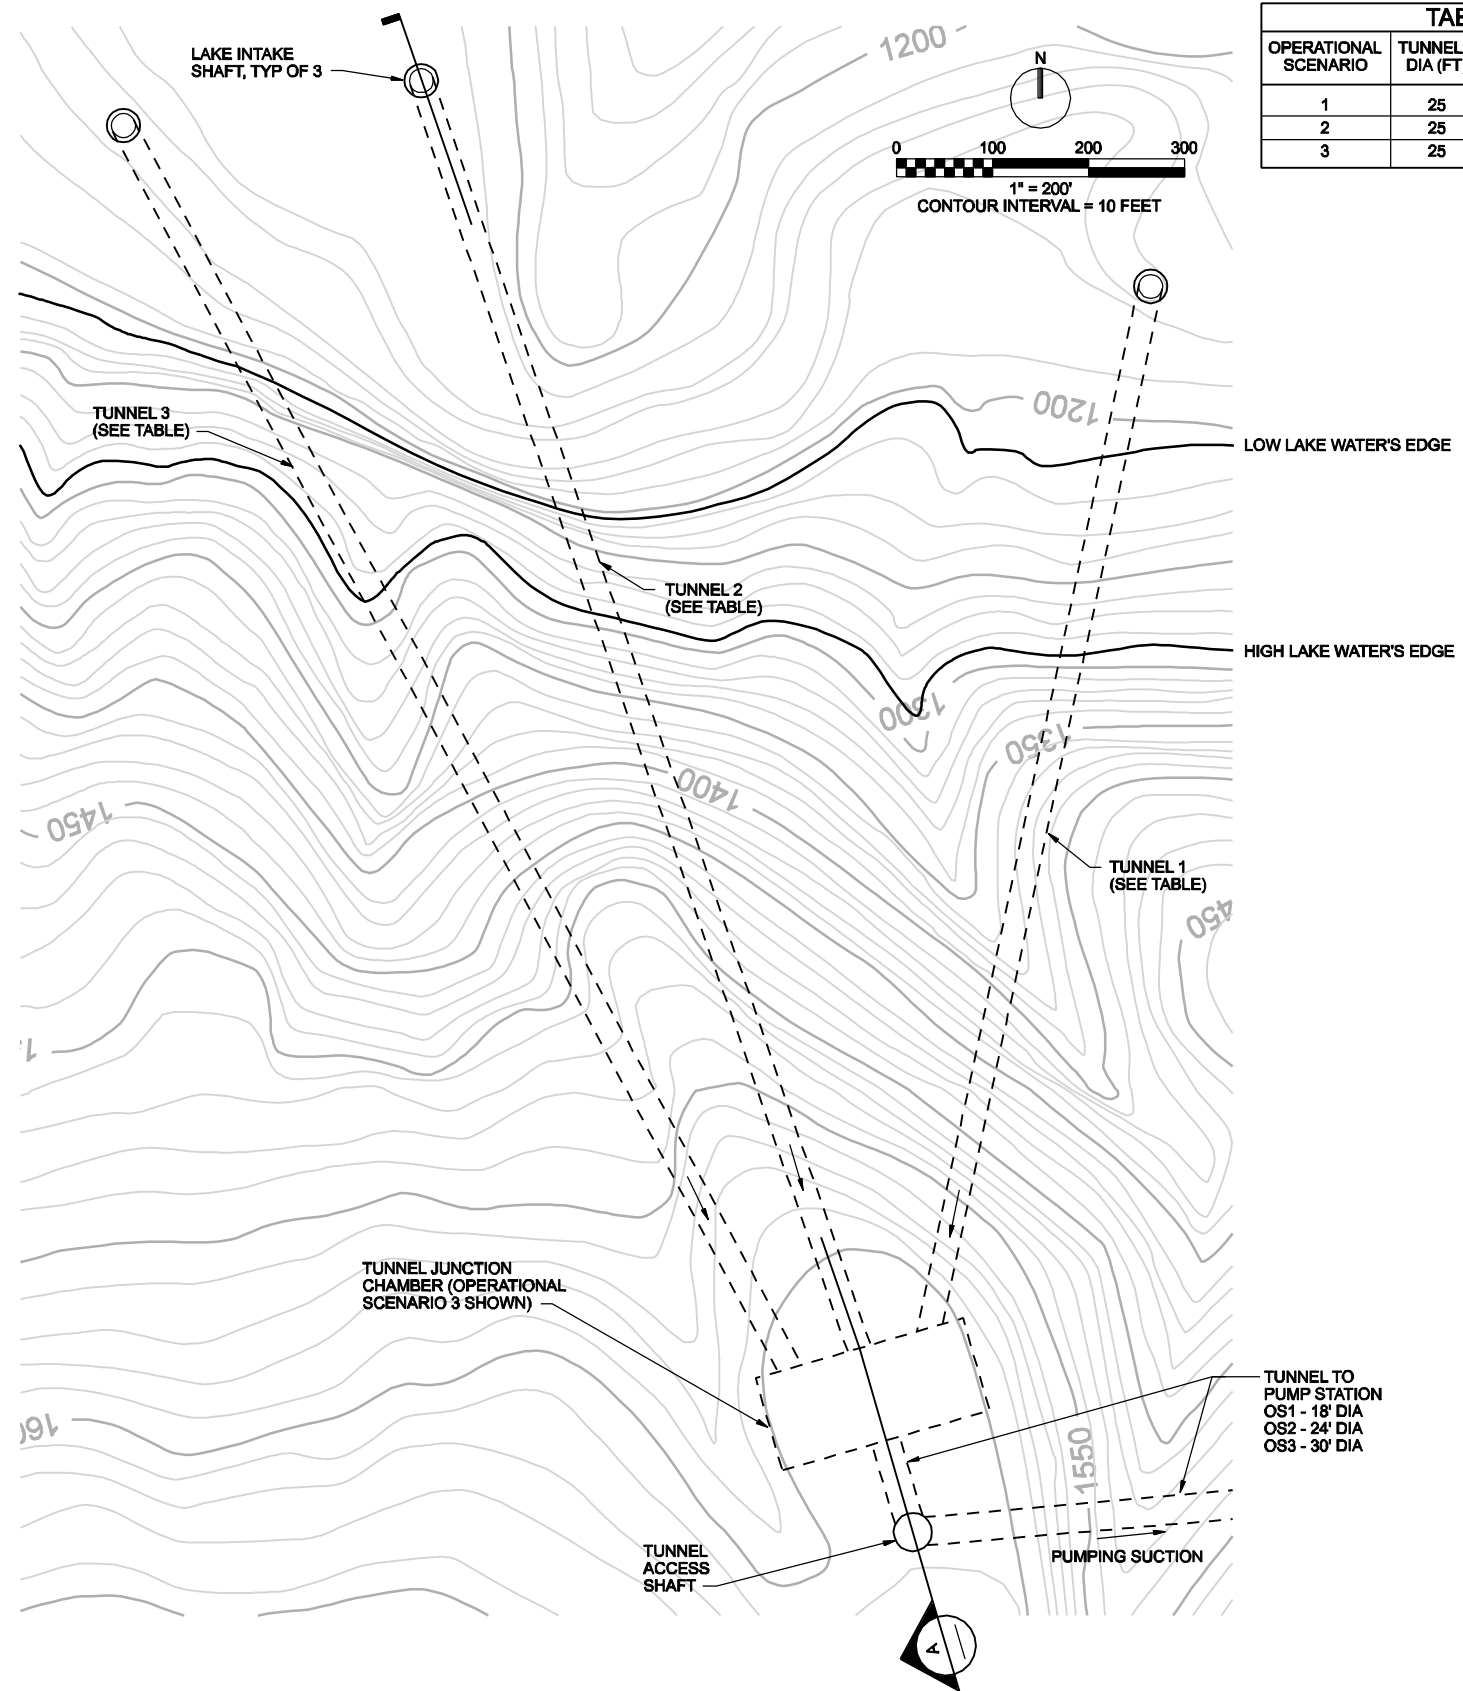 TAB
OPERATIONAL
SCENARIO
TUNNEL
DIA (FT
1
25
2
25
3
25
LAKE INTAKE
SHAFT, TYP OF 3
1200
N
0
100
200
300
1" = 200'
CONTOUR INTERVAL = 10 FEET
TUNNEL 3
(SEE TABLE)
1200
LOW LAKE WATER'S EDGE
TUNNEL 2
(SEE TABLE)
HIGH LAKE WATER'S EDGE
1300
1350
1400
1450
TUNNEL 1
(SEE TABLE)
450
TUNNEL JUNCTION
CHAMBER (OPERATIONAL
SCENARIO 3 SHOWN)
TUNNEL TO
PUMP STATION
OS1 - 18' DIA
OS2 - 24' DIA
OS3 - 30' DIA
160
1550
TUNNEL
ACCESS
SHAFT
PUMPING SUCTION
A